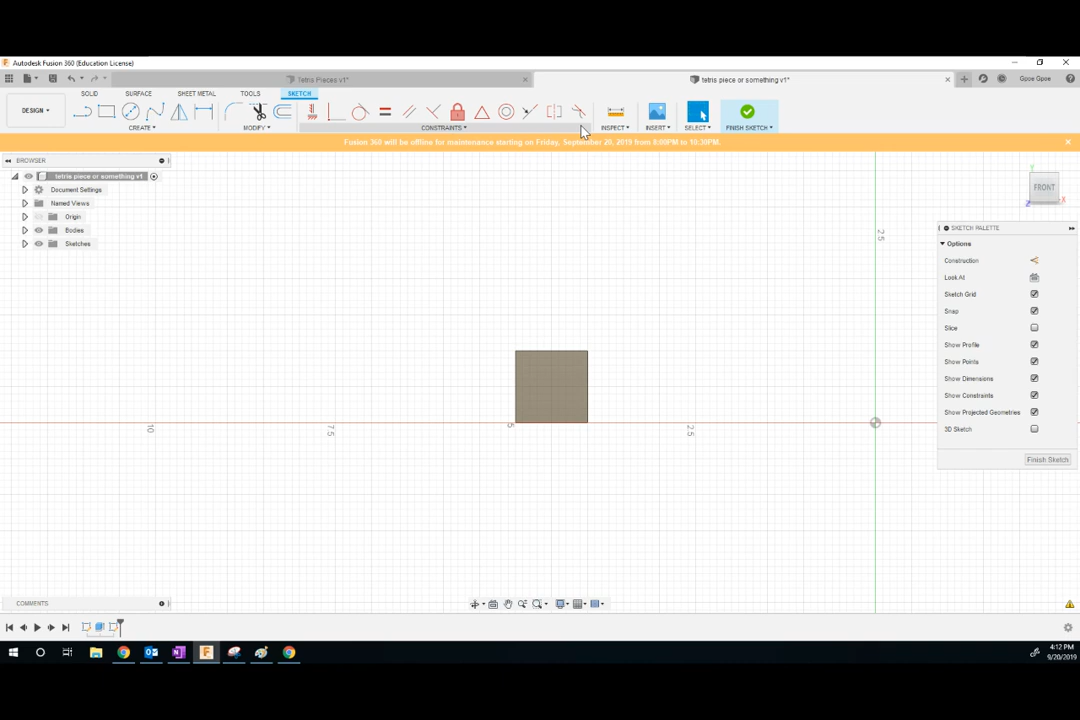 Autodesk Fusion 360 (Education License)
Tetris Pieces v1*
tetris piece or something v1*
Gpoe Gpoe
DESIGN
SOLID
SURFACE
SHEET METAL
TOOLS
SKETCH
CREATE
MODIFY
CONSTRAINTS
INSPECT
INSERT
SELECT
FINISH SKETCH
Fusion 360 will be offline for maintenance starting on Friday, September 20, 2019 from 8:00PM to 10:30PM.
BROWSER
tetris piece or something v1
Document Settings
Named Views
Origin
Bodies
Sketches
FRONT
Y
X
Z
2.5
10
7.5
5
2.5
SKETCH PALETTE
Options
Construction
Look At
Sketch Grid
Snap
Slice
Show Profile
Show Points
Show Dimensions
Show Constraints
Show Projected Geometries
3D Sketch
Finish Sketch
COMMENTS
4:12 PM
9/20/2019